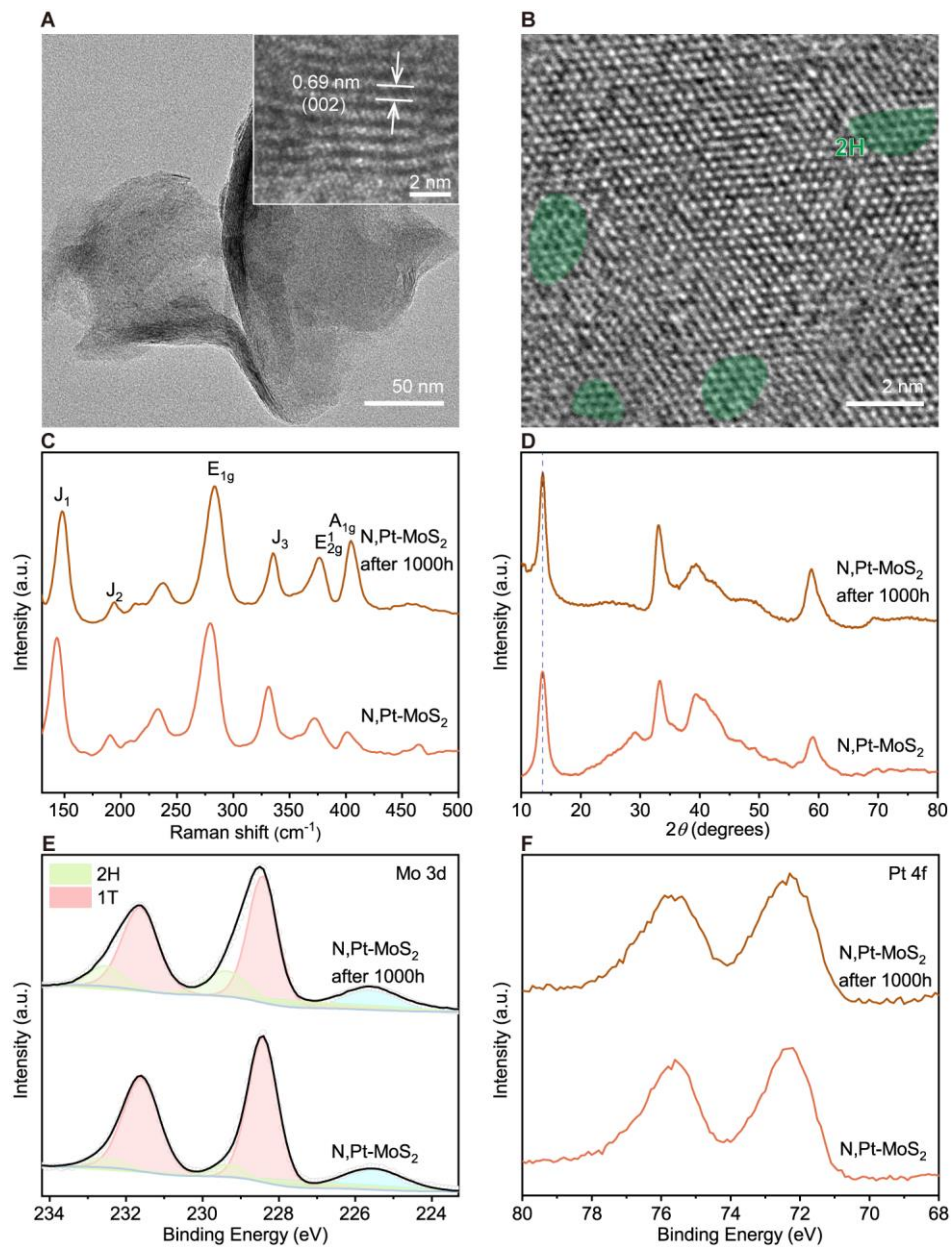 A
0.69 nm
(002)
2 nm
50 nm
B
2H
2 nm
C
Intensity (a.u.)
J₁
J₂
E₁g
J₃
E¹₂g
A₁g
N,Pt-MoS₂
after 1000h
N,Pt-MoS₂
150 200 250 300 350 400 450 500
Raman shift (cm⁻¹)
D
Intensity (a.u.)
N,Pt-MoS₂
after 1000h
N,Pt-MoS₂
10 20 30 40 50 60 70 80
2θ (degrees)
E
Intensity (a.u.)
2H
1T
Mo 3d
N,Pt-MoS₂
after 1000h
N,Pt-MoS₂
234 232 230 228 226 224
Binding Energy (eV)
F
Intensity (a.u.)
Pt 4f
N,Pt-MoS₂
after 1000h
N,Pt-MoS₂
80 78 76 74 72 70 68
Binding Energy (eV)